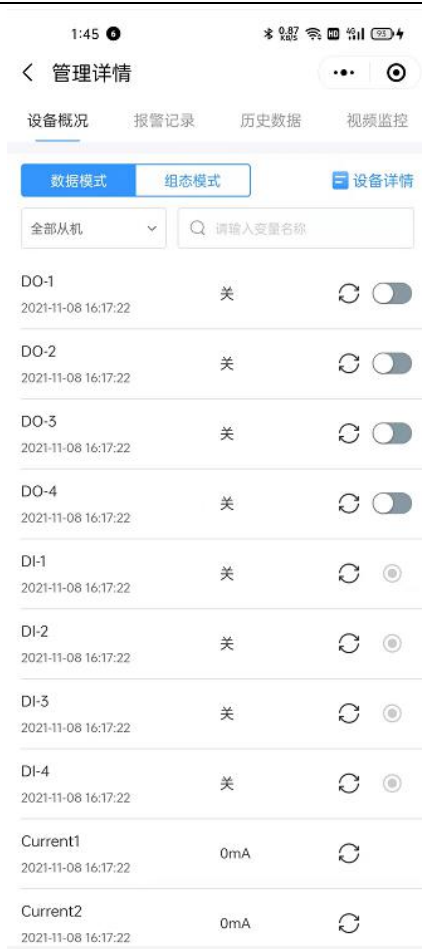 1:45 6 0.87 KB/S HD 4G 93
管理详情
设备概况 报警记录 历史数据 视频监控
数据模式 组态模式 设备详情
全部从机 请输入变量名称
DO-1
关
2021-11-08 16:17:22
DO-2
关
2021-11-08 16:17:22
DO-3
关
2021-11-08 16:17:22
DO-4
关
2021-11-08 16:17:22
DI-1
关
2021-11-08 16:17:22
DI-2
关
2021-11-08 16:17:22
DI-3
关
2021-11-08 16:17:22
DI-4
关
2021-11-08 16:17:22
Current1
0mA
2021-11-08 16:17:22
Current2
0mA
2021-11-08 16:17:22